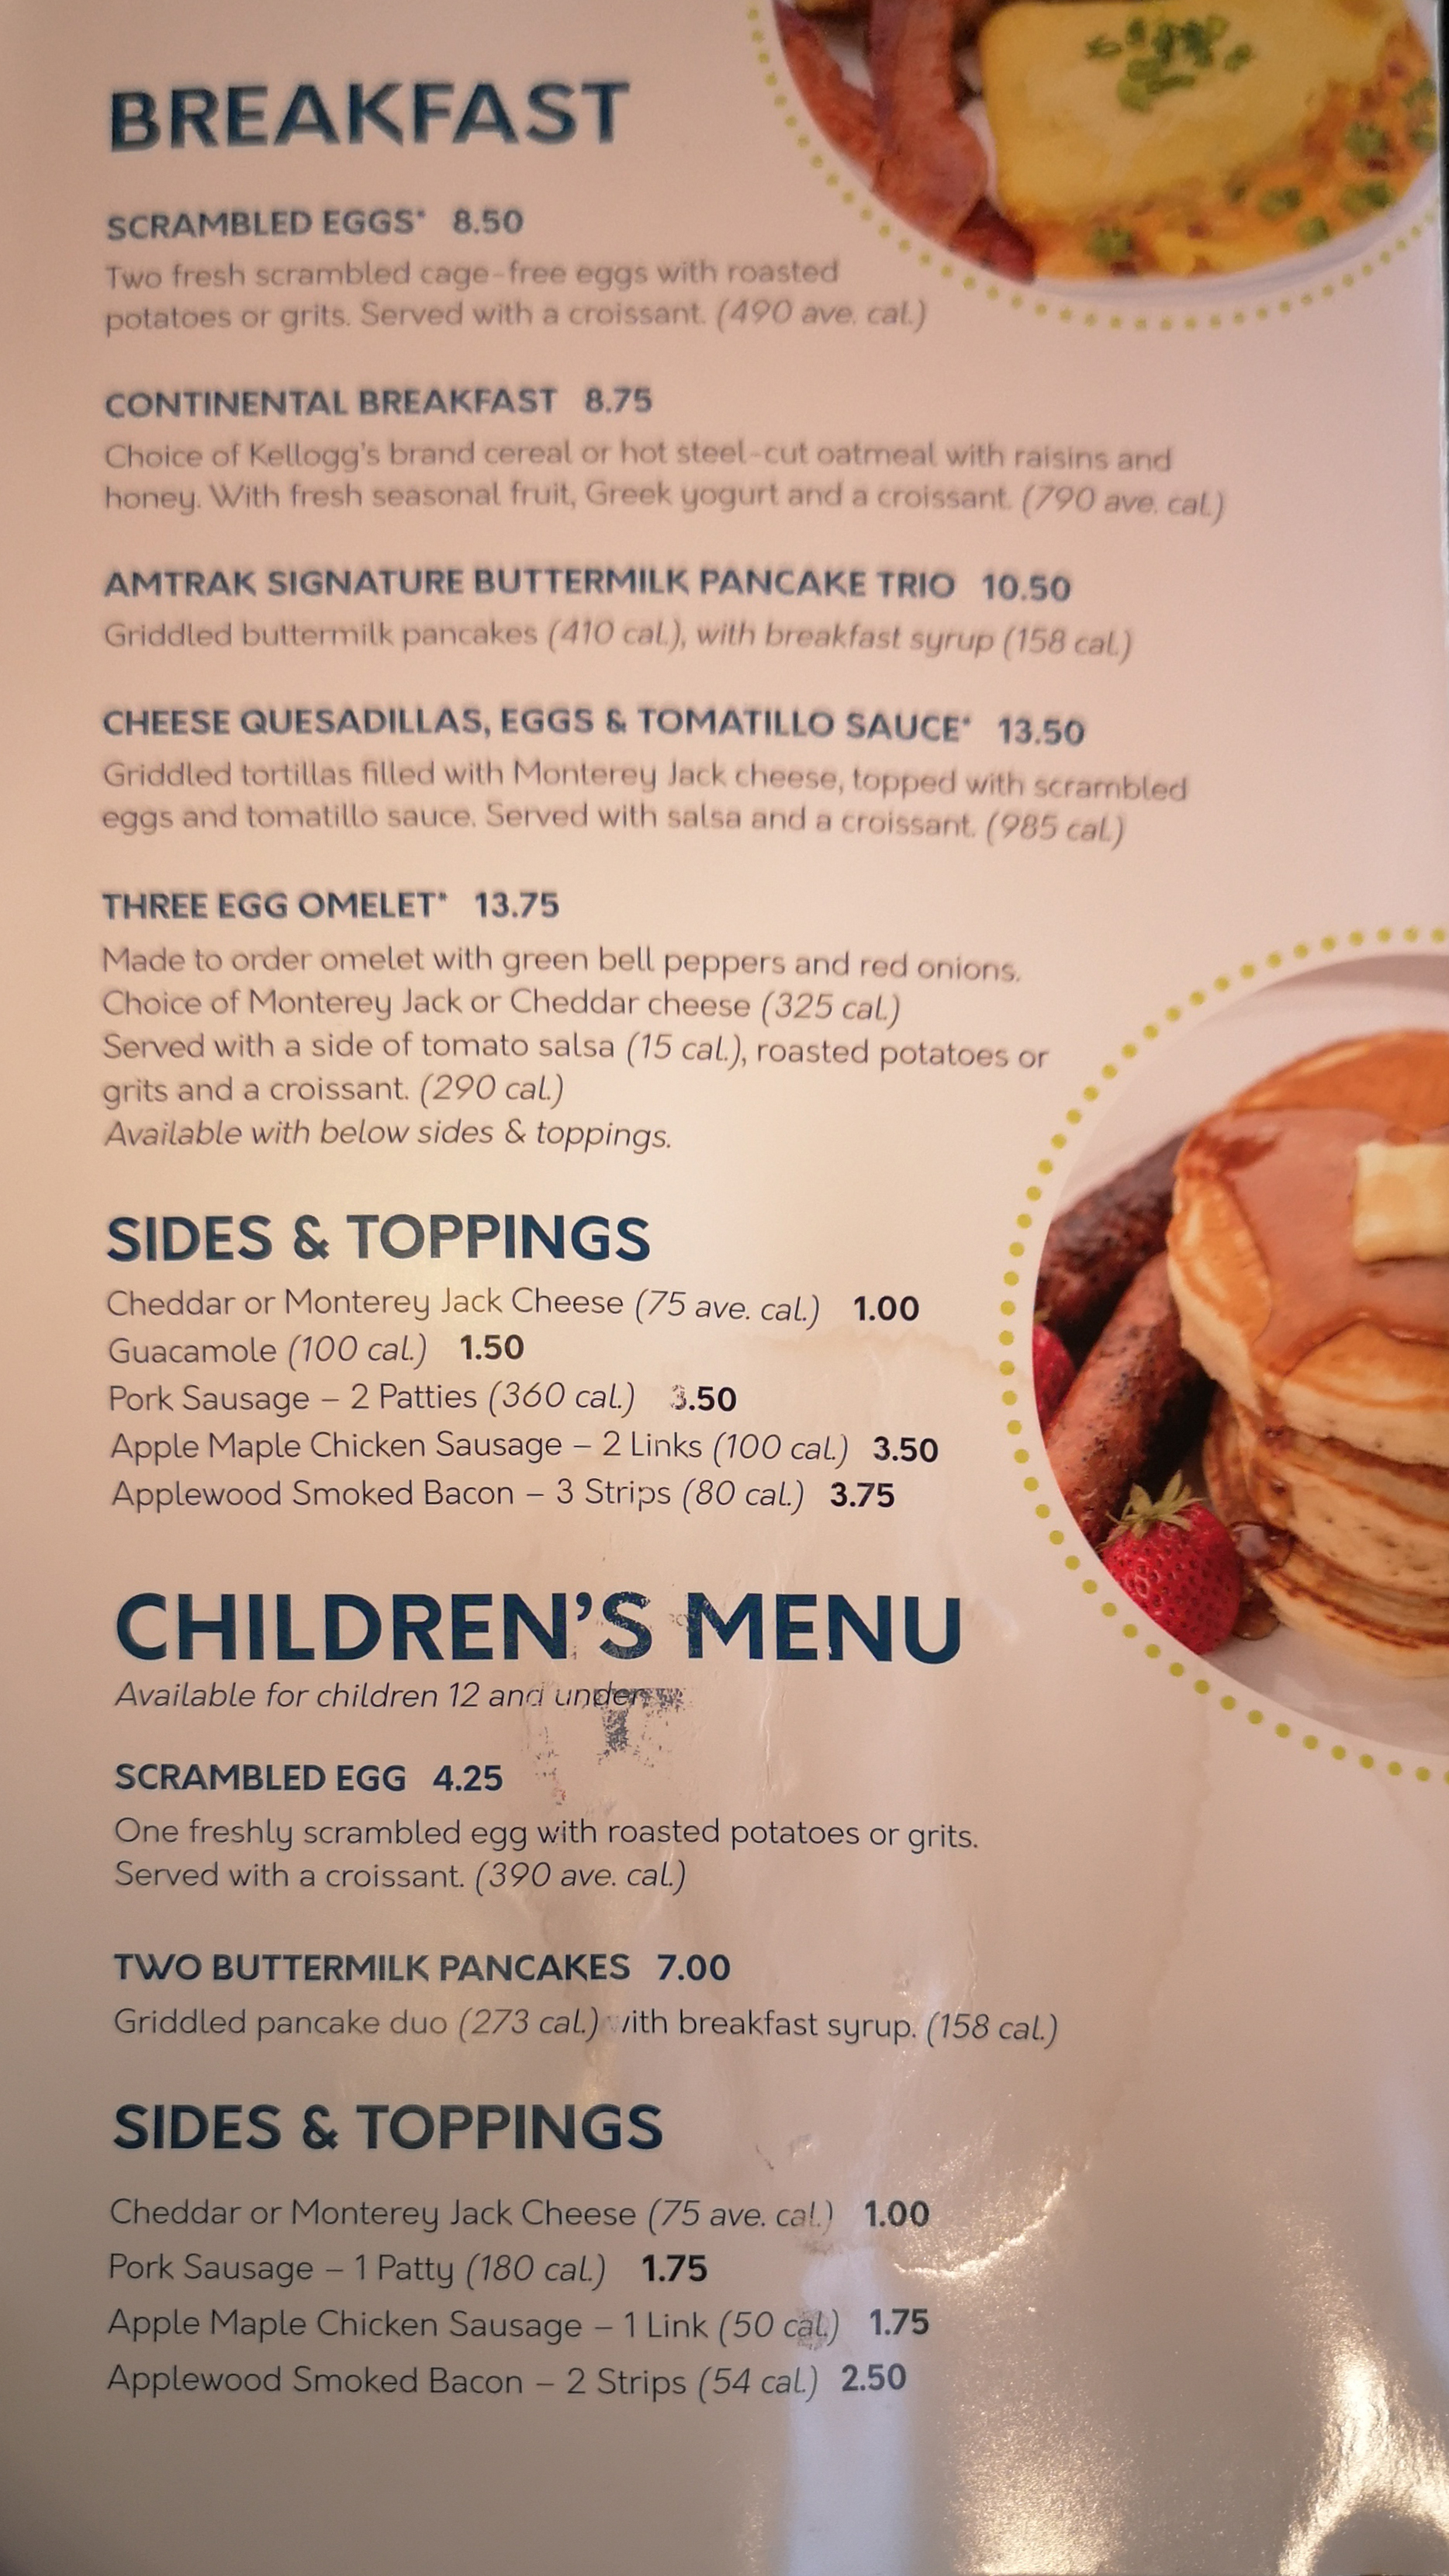 BREAKFAST
SCRAMBLED EGGS* 8.50
Two fresh scrambled cage-free eggs with roasted
potatoes or grits. Served with a croissant. (490 ave. cal.)
CONTINENTAL BREAKFAST 8.75
Choice of Kellogg's brand cereal or hot steel-cut oatmeal with raisins and
honey. With fresh seasonal fruit, Greek yogurt and a croissant. (790 ave. cal.)
AMTRAK SIGNATURE BUTTERMILK PANCAKE TRIO 10.50
Griddled buttermilk pancakes (410 cal.), with breakfast syrup (158 cal.)
CHEESE QUESADILLAS, EGGS & TOMATILLO SAUCE* 13.50
Griddled tortillas filled with Monterey Jack cheese, topped with scrambled
eggs and tomatillo sauce. Served with salsa and a croissant. (985 cal.)
THREE EGG OMELET* 13.75
Made to order omelet with green bell peppers and red onions.
Choice of Monterey Jack or Cheddar cheese (325 cal.)
Served with a side of tomato salsa (15 cal.), roasted potatoes or
grits and a croissant. (290 cal.)
Available with below sides & toppings.
SIDES & TOPPINGS
Cheddar or Monterey Jack Cheese (75 ave. cal.) 1.00
Guacamole (100 cal.) 1.50
Pork Sausage – 2 Patties (360 cal.) 3.50
Apple Maple Chicken Sausage – 2 Links (100 cal.) 3.50
Applewood Smoked Bacon – 3 Strips (80 cal.) 3.75
CHILDREN'S MENU
Available for children 12 and under
SCRAMBLED EGG 4.25
One freshly scrambled egg with roasted potatoes or grits.
Served with a croissant. (390 ave. cal.)
TWO BUTTERMILK PANCAKES 7.00
Griddled pancake duo (273 cal.) with breakfast syrup. (158 cal.)
SIDES & TOPPINGS
Cheddar or Monterey Jack Cheese (75 ave. cal.) 1.00
Pork Sausage – 1 Patty (180 cal.) 1.75
Apple Maple Chicken Sausage – 1 Link (50 cal.) 1.75
Applewood Smoked Bacon – 2 Strips (54 cal.) 2.50